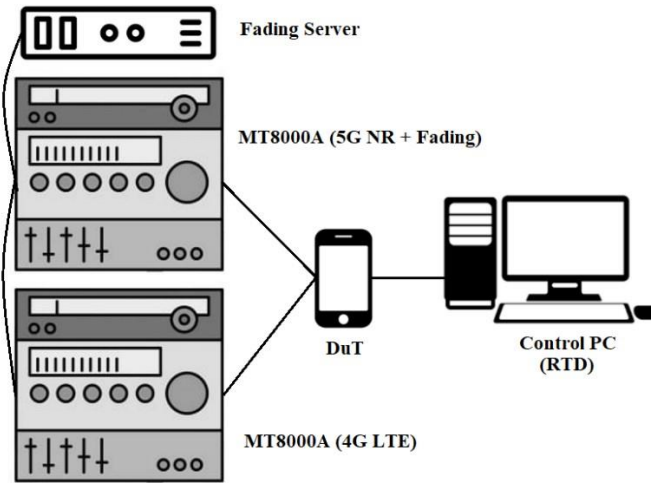 Fading Server
MT8000A (5G NR + Fading)
DuT
Control PC
(RTD)
MT8000A (4G LTE)